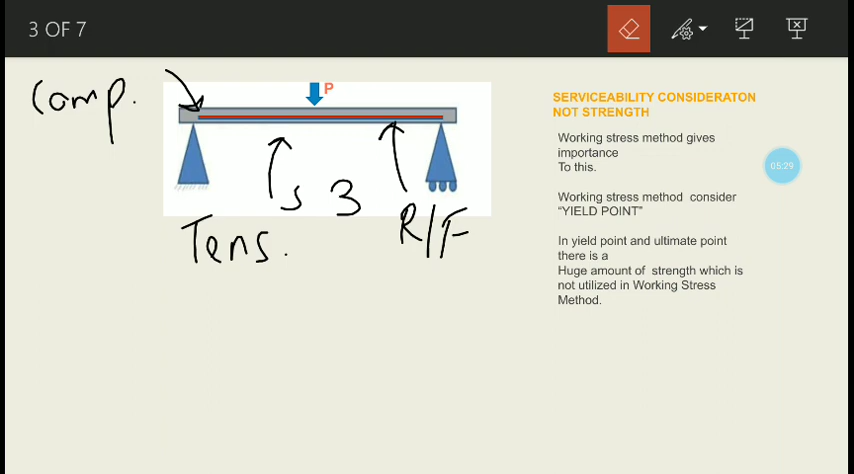 3 OF 7
Comp.
P
SERVICEABILITY CONSIDERATON
NOT STRENGTH
Working stress method gives
importance
To this.
05:29
Working stress method consider
“YIELD POINT”
3
R/F
Tens.
In yield point and ultimate point
there is a
Huge amount of strength which is
not utilized in Working Stress
Method.